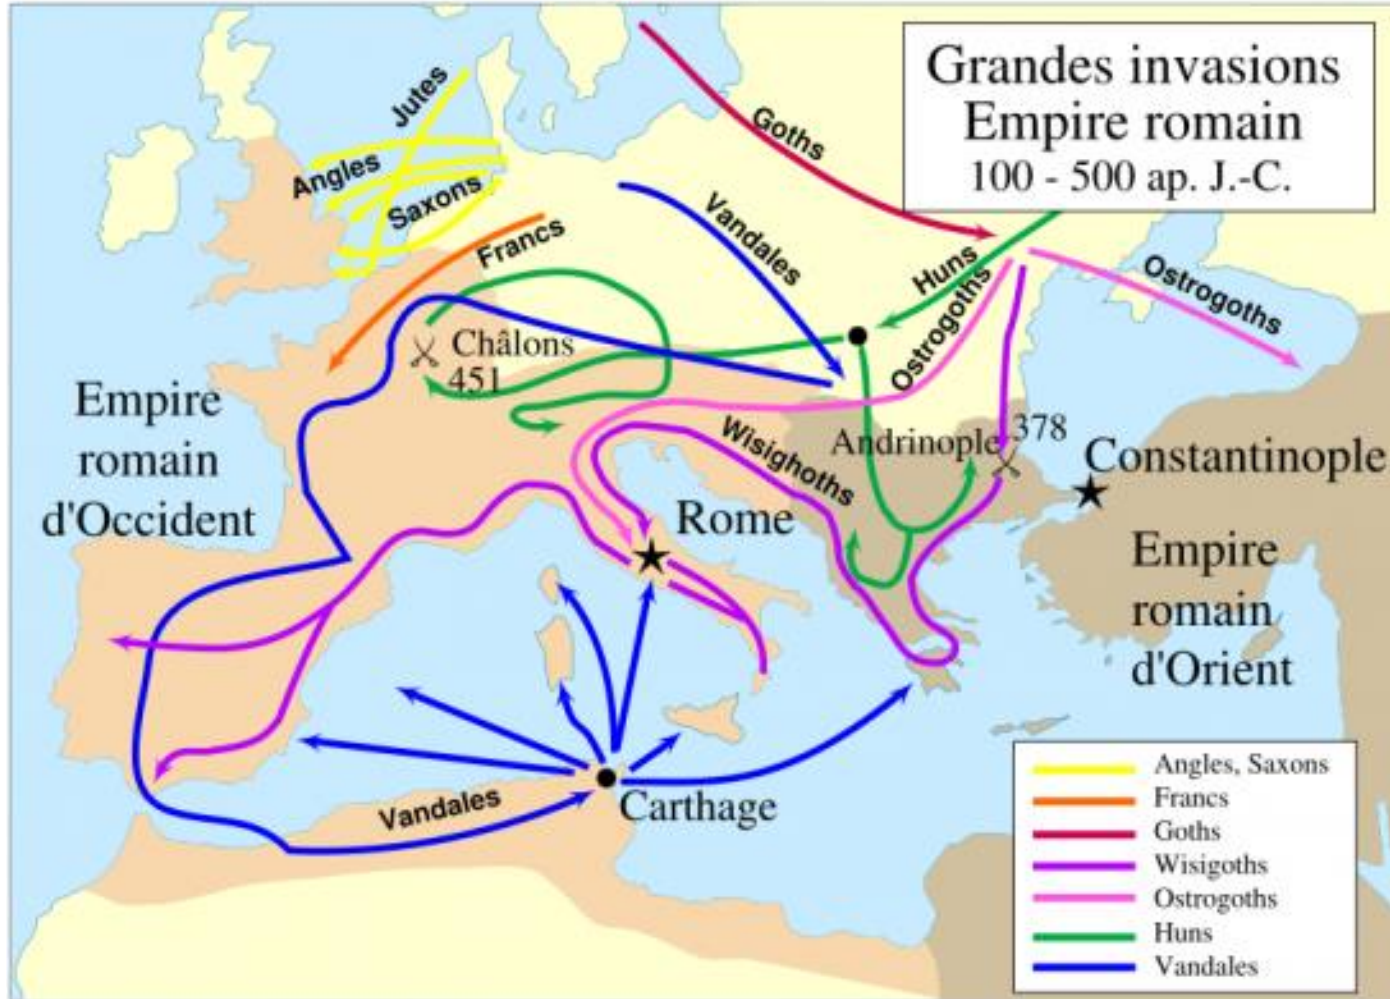 Grandes invasions
Empire romain
100 - 500 ap. J.-C.
Jutes
Angles
Saxons
Francs
Goths
Vandales
Huns
Ostrogoths
Ostrogoths
Châlons
451
Empire
romain
d'Occident
Andrinople
378
Constantinople
Wisighoths
Rome
Empire
romain
d'Orient
Vandales
Carthage
Angles, Saxons
Francs
Goths
Wisigoths
Ostrogoths
Huns
Vandales